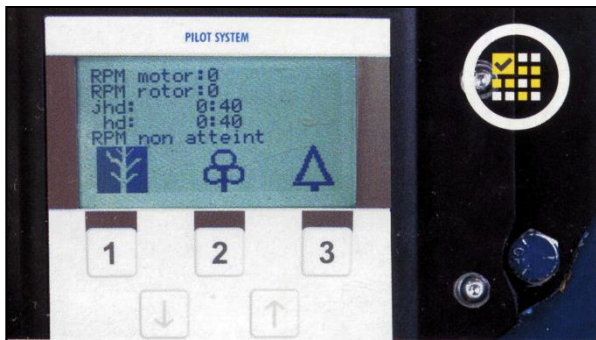 PILOT SYSTEM
RPM motor:0
RPM rotor:0
jhd: 0:40
hd: 0:40
RPM non atteint
1 2 3
↓ ↑